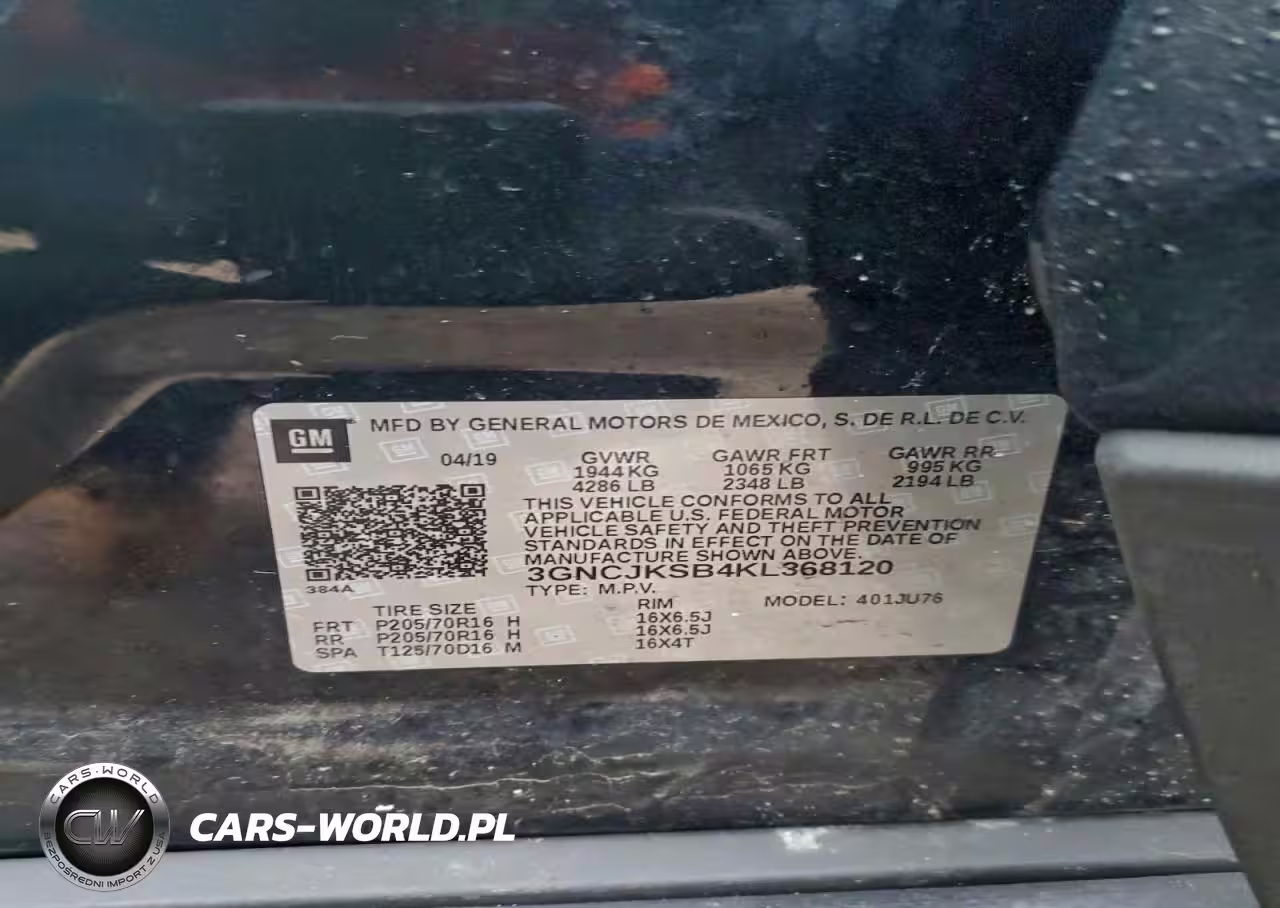 GM
MFD BY GENERAL MOTORS DE MEXICO, S. DE R.L. DE C.V.
04/19
GVWR GAWR FRT GAWR RR
1944 KG 1065 KG 995 KG
4286 LB 2348 LB 2194 LB
THIS VEHICLE CONFORMS TO ALL
APPLICABLE U.S. FEDERAL MOTOR
VEHICLE SAFETY AND THEFT PREVENTION
STANDARDS IN EFFECT ON THE DATE OF
MANUFACTURE SHOWN ABOVE.
3GNCJKSB4KL368120
384A
TYPE: M.P.V. MODEL: 401JU76
TIRE SIZE RIM
FRT P205/70R16 H 16X6.5J
RR P205/70R16 H 16X6.5J
SPA T125/70D16 M 16X4T
CARS-WORLD
CW
BEZPOŚREDNI IMPORT Z USA
CARS-WORLD.PL